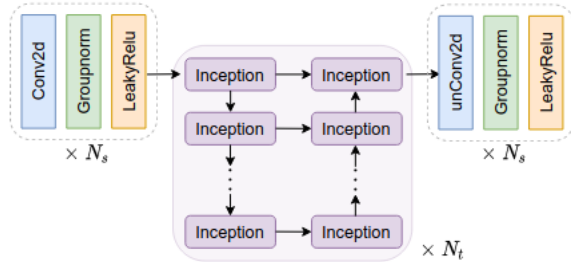 Conv2d
Groupnorm
LeakyRelu
× N_s
Inception
Inception
Inception
Inception
Inception
Inception
× N_t
unConv2d
Groupnorm
LeakyRelu
× N_s